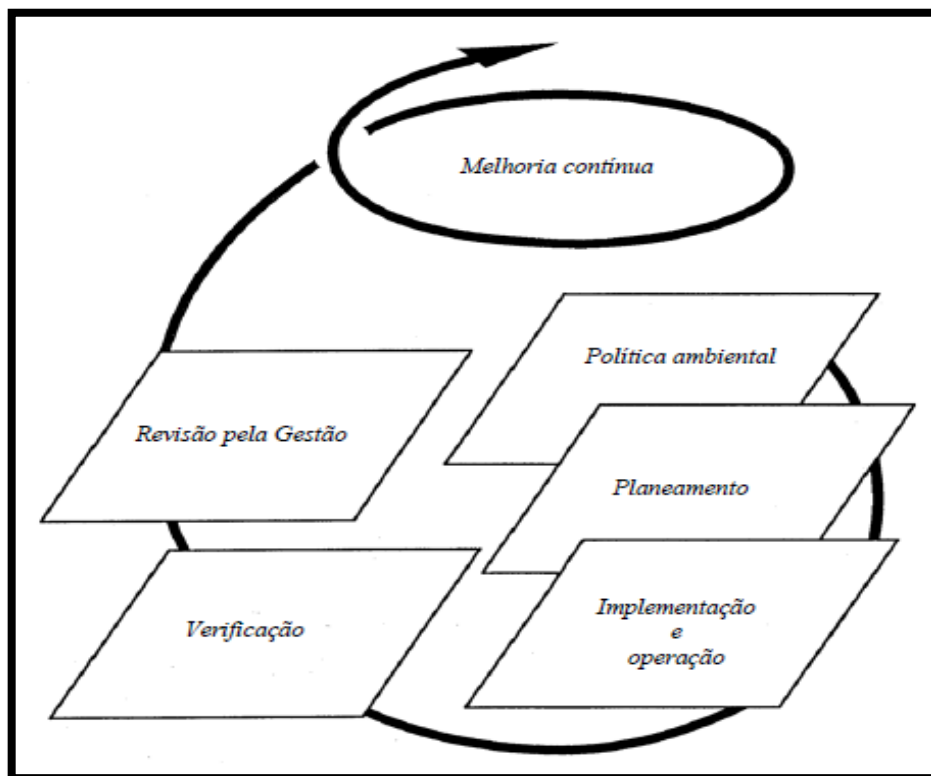 Melhoria contínua
Política ambiental
Revisão pela Gestão
Planeamento
Implementação
e
operação
Verificação